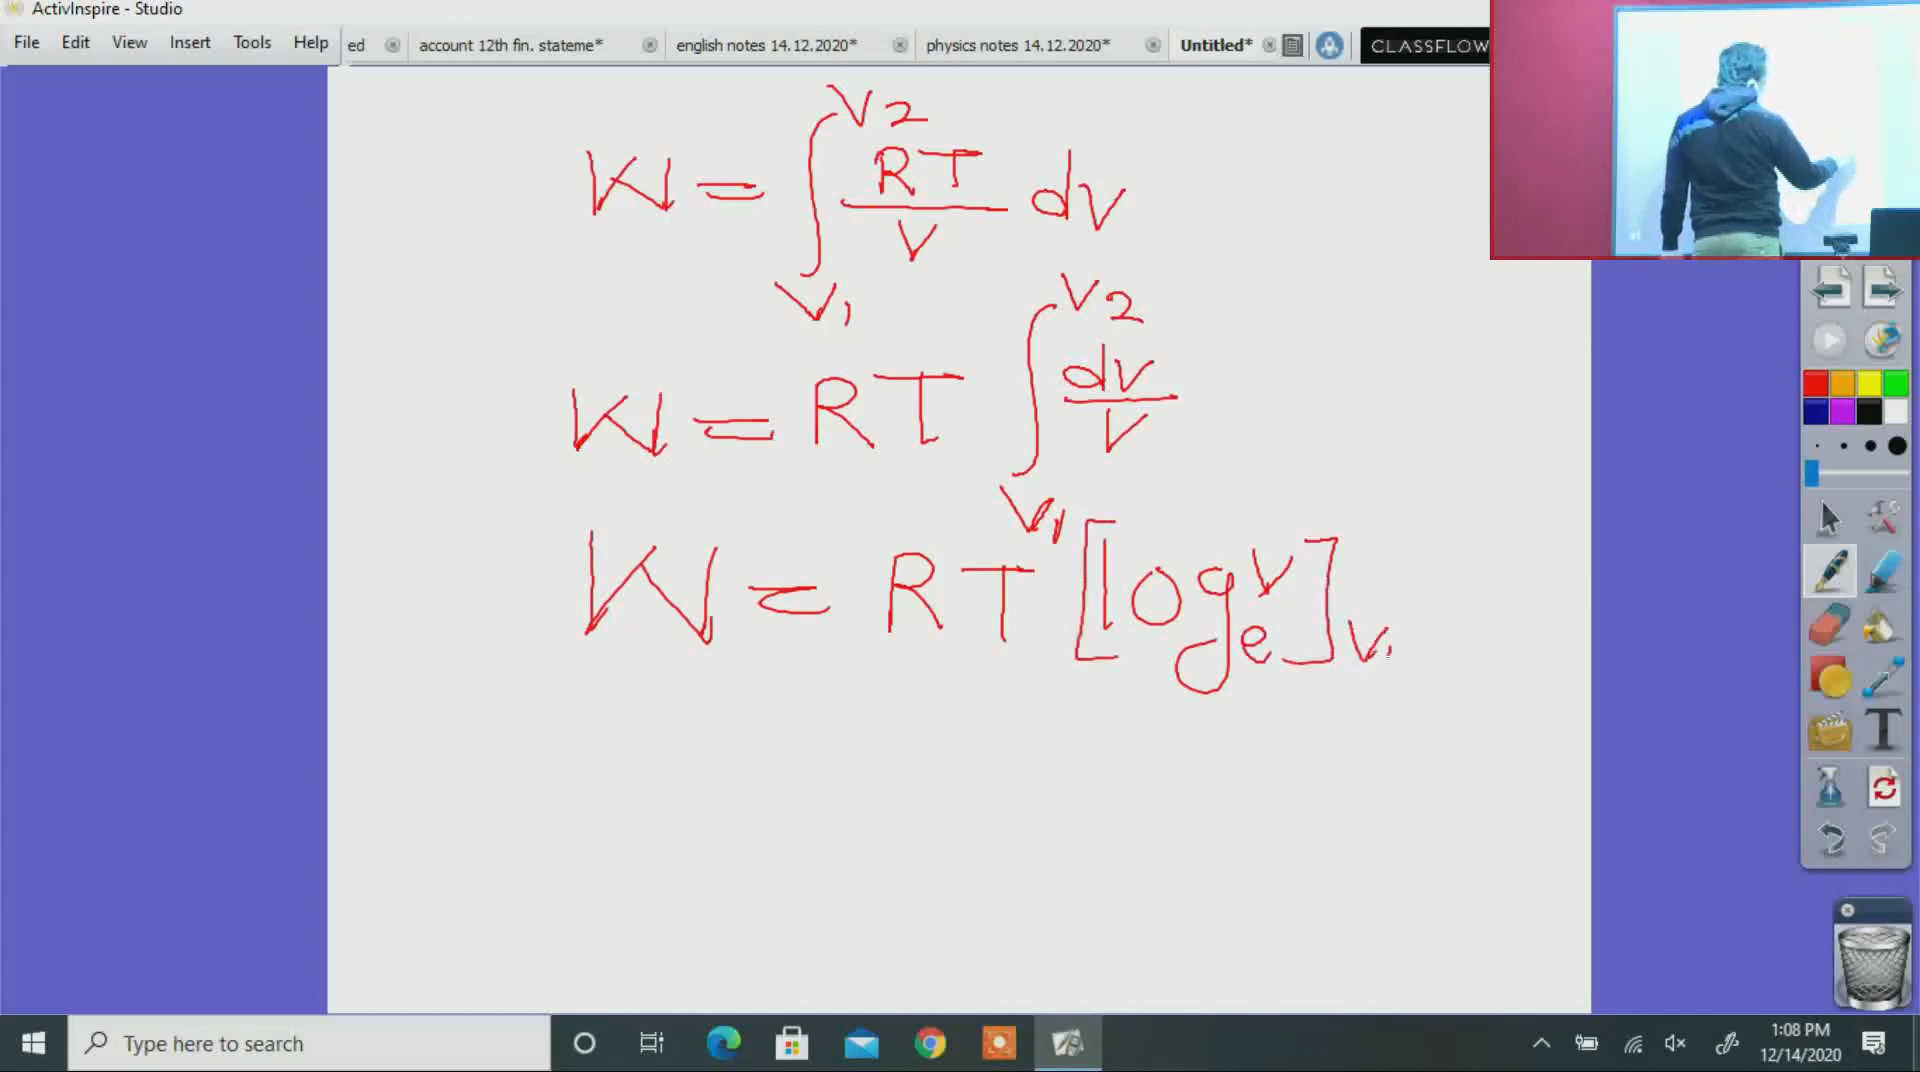 ActivInspire - Studio
File Edit View Insert Tools Help
ed account 12th fin. stateme* english notes 14.12.2020* physics notes 14.12.2020* Untitled* CLASSFLOW
W = ∫_{V1}^{V2} RT/V dv
W = RT ∫_{V1}^{V2} dv/V
W = RT [log_e V]_{V1}
T
Type here to search
1:08 PM
12/14/2020